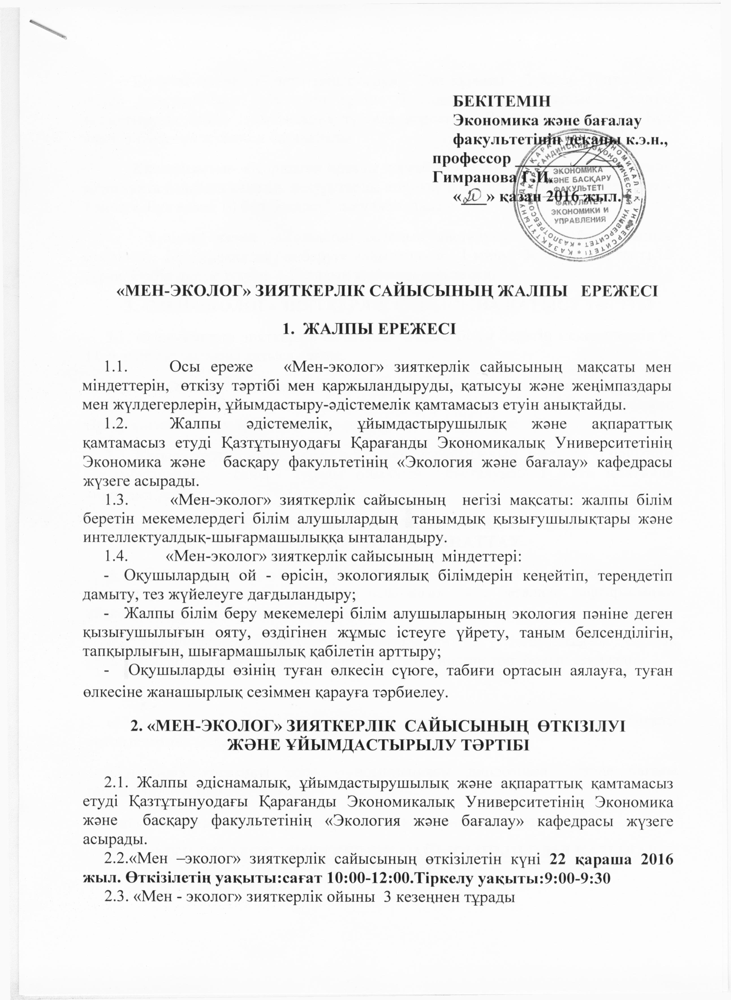 БЕКІТЕМІН
Экономика және бағалау
факультетінің деканы к.э.н.,
профессор
Гимранова Г.И.
«20» қазан 2016 жыл.
ҚАРАҒАНДЫ ЭКОНОМИКАЛЫҚ УНИВЕРСИТЕТІ * ҚАЗАҚТҰТЫНУОДАҒЫ
КАРАГАНДИНСКИЙ ЭКОНОМИЧЕСКИЙ УНИВЕРСИТЕТ * КАЗПОТРЕБСОЮЗ
ЭКОНОМИКА
ЖӘНЕ БАСҚАРУ
ФАКУЛЬТЕТІ
ФАКУЛЬТЕТ
ЭКОНОМИКИ И
УПРАВЛЕНИЯ
«МЕН-ЭКОЛОГ» ЗИЯТКЕРЛІК САЙЫСЫНЫҢ ЖАЛПЫ ЕРЕЖЕСІ
1. ЖАЛПЫ ЕРЕЖЕСІ
1.1. Осы ереже «Мен-эколог» зияткерлік сайысының мақсаты мен
міндеттерін, өткізу тәртібі мен қаржыландыруды, қатысуы және жеңімпаздары
мен жүлдегерлерін, ұйымдастыру-әдістемелік қамтамасыз етуін анықтайды.
1.2. Жалпы әдістемелік, ұйымдастырушылық және ақпараттық
қамтамасыз етуді Қазтұтынуодағы Қарағанды Экономикалық Университетінің
Экономика және басқару факультетінің «Экология және бағалау» кафедрасы
жүзеге асырады.
1.3. «Мен-эколог» зияткерлік сайысының негізі мақсаты: жалпы білім
беретін мекемелердегі білім алушылардың танымдық қызығушылықтары және
интеллектуалдық-шығармашылыққа ынталандыру.
1.4. «Мен-эколог» зияткерлік сайысының міндеттері:
- Оқушылардың ой - өрісін, экологиялық білімдерін кеңейтіп, тереңдетіп
дамыту, тез жүйелеуге дағдыландыру;
- Жалпы білім беру мекемелері білім алушыларының экология пәніне деген
қызығушылығын ояту, өздігінен жұмыс істеуге үйрету, таным белсенділігін,
тапқырлығын, шығармашылық қабілетін арттыру;
- Оқушыларды өзінің туған өлкесін сүюге, табиғи ортасын аялауға, туған
өлкесіне жанашырлық сезіммен қарауға тәрбиелеу.
2. «МЕН-ЭКОЛОГ» ЗИЯТКЕРЛІК САЙЫСЫНЫҢ ӨТКІЗІЛУІ
ЖӘНЕ ҰЙЫМДАСТЫРЫЛУ ТӘРТІБІ
2.1. Жалпы әдіснамалық, ұйымдастырушылық және ақпараттық қамтамасыз
етуді Қазтұтынуодағы Қарағанды Экономикалық Университетінің Экономика
және басқару факультетінің «Экология және бағалау» кафедрасы жүзеге
асырады.
2.2.«Мен –эколог» зияткерлік сайысының өткізілетін күні 22 қараша 2016
жыл. Өткізілетің уақыты:сағат 10:00-12:00.Тіркелу уақыты:9:00-9:30
2.3. «Мен - эколог» зияткерлік ойыны 3 кезеңнен тұрады